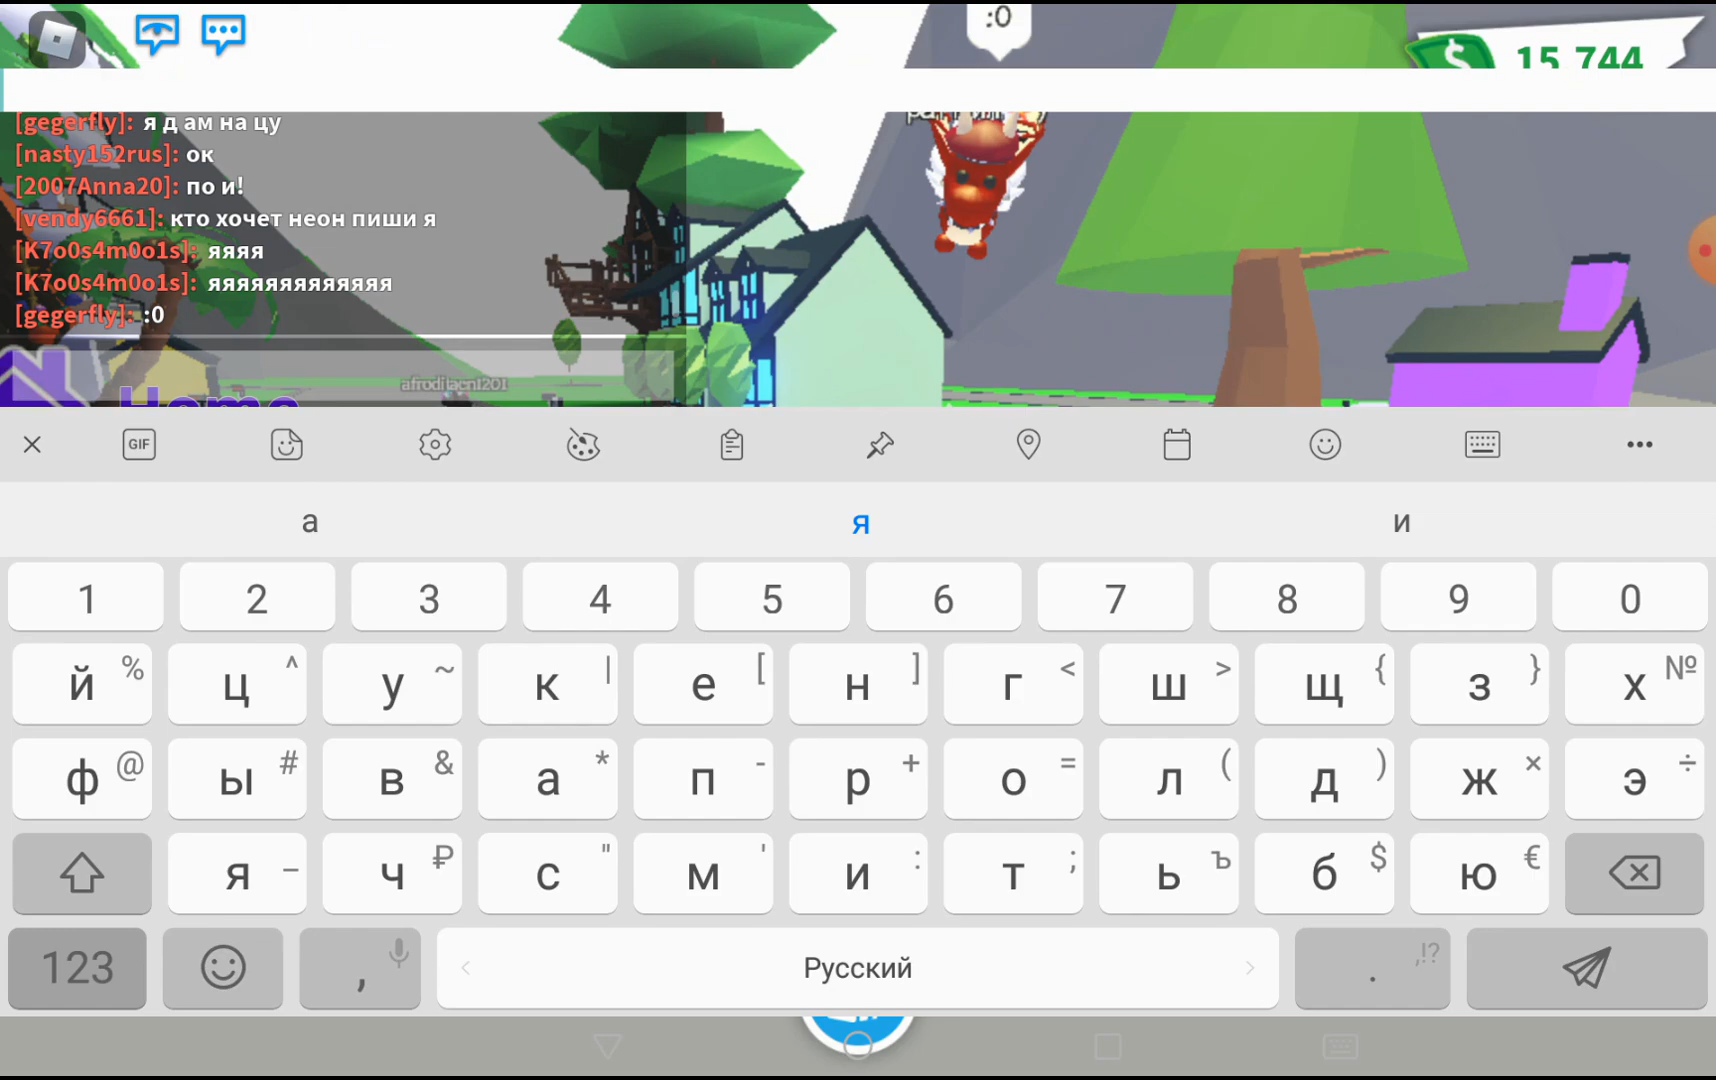 :0
15 744
[gegerfly]: я д ам на цу
[nasty152rus]: ок
[2007Anna20]: по и!
[vendy6661]: кто хочет неон пиши я
[K7o0s4m0o1s]: яяяя
[K7o0s4m0o1s]: яяяяяяяяяяяяя
[gegerfly]: :0
Home
GIF
а я и
1 2 3 4 5 6 7 8 9 0
й % ц ^ у ~ к | е [ н ] г < ш > щ { з } х №
ф @ ы # в & а * п - р + о = л ( д ) ж × э ÷
я – ч ₽ с " м ' и : т ; ь ъ б $ ю €
123 , < Русский > . ,!?